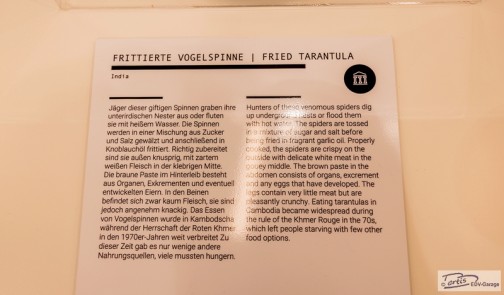 FRITTIERTE VOGELSPINNE | FRIED TARANTULA
India
Jäger dieser giftigen Spinnen graben ihre
unterirdischen Nester aus oder fluten
sie mit heißem Wasser. Die Spinnen
werden in einer Mischung aus Zucker
und Salz gewälzt und anschließend in
Knoblauchöl frittiert. Richtig zubereitet
sind sie außen knusprig, mit zartem
weißen Fleisch in der klebrigen Mitte.
Die braune Paste im Hinterleib besteht
aus Organen, Exkrementen und eventuell
entwickelten Eiern. In den Beinen
befindet sich zwar kaum Fleisch, sie sind
jedoch angenehm knackig. Das Essen
von Vogelspinnen wurde in Kambodscha
während der Herrschaft der Roten Khmer
in den 1970er-Jahren weit verbreitet Zu
dieser Zeit gab es nur wenige andere
Nahrungsquellen, viele mussten hungern.
Hunters of these venomous spiders dig
up underground nests or flood them
with hot water. The spiders are tossed
in a mixture of sugar and salt before
being fried in fragrant garlic oil. Properly
cooked, the spiders are crispy on the
outside with delicate white meat in the
gooey middle. The brown paste in the
abdomen consists of organs, excrement
and any eggs that have developed. The
legs contain very little meat but are
pleasantly crunchy. Eating tarantulas in
Cambodia became widespread during
the rule of the Khmer Rouge in the 70s,
which left people starving with few other
food options.
EDV-Garage